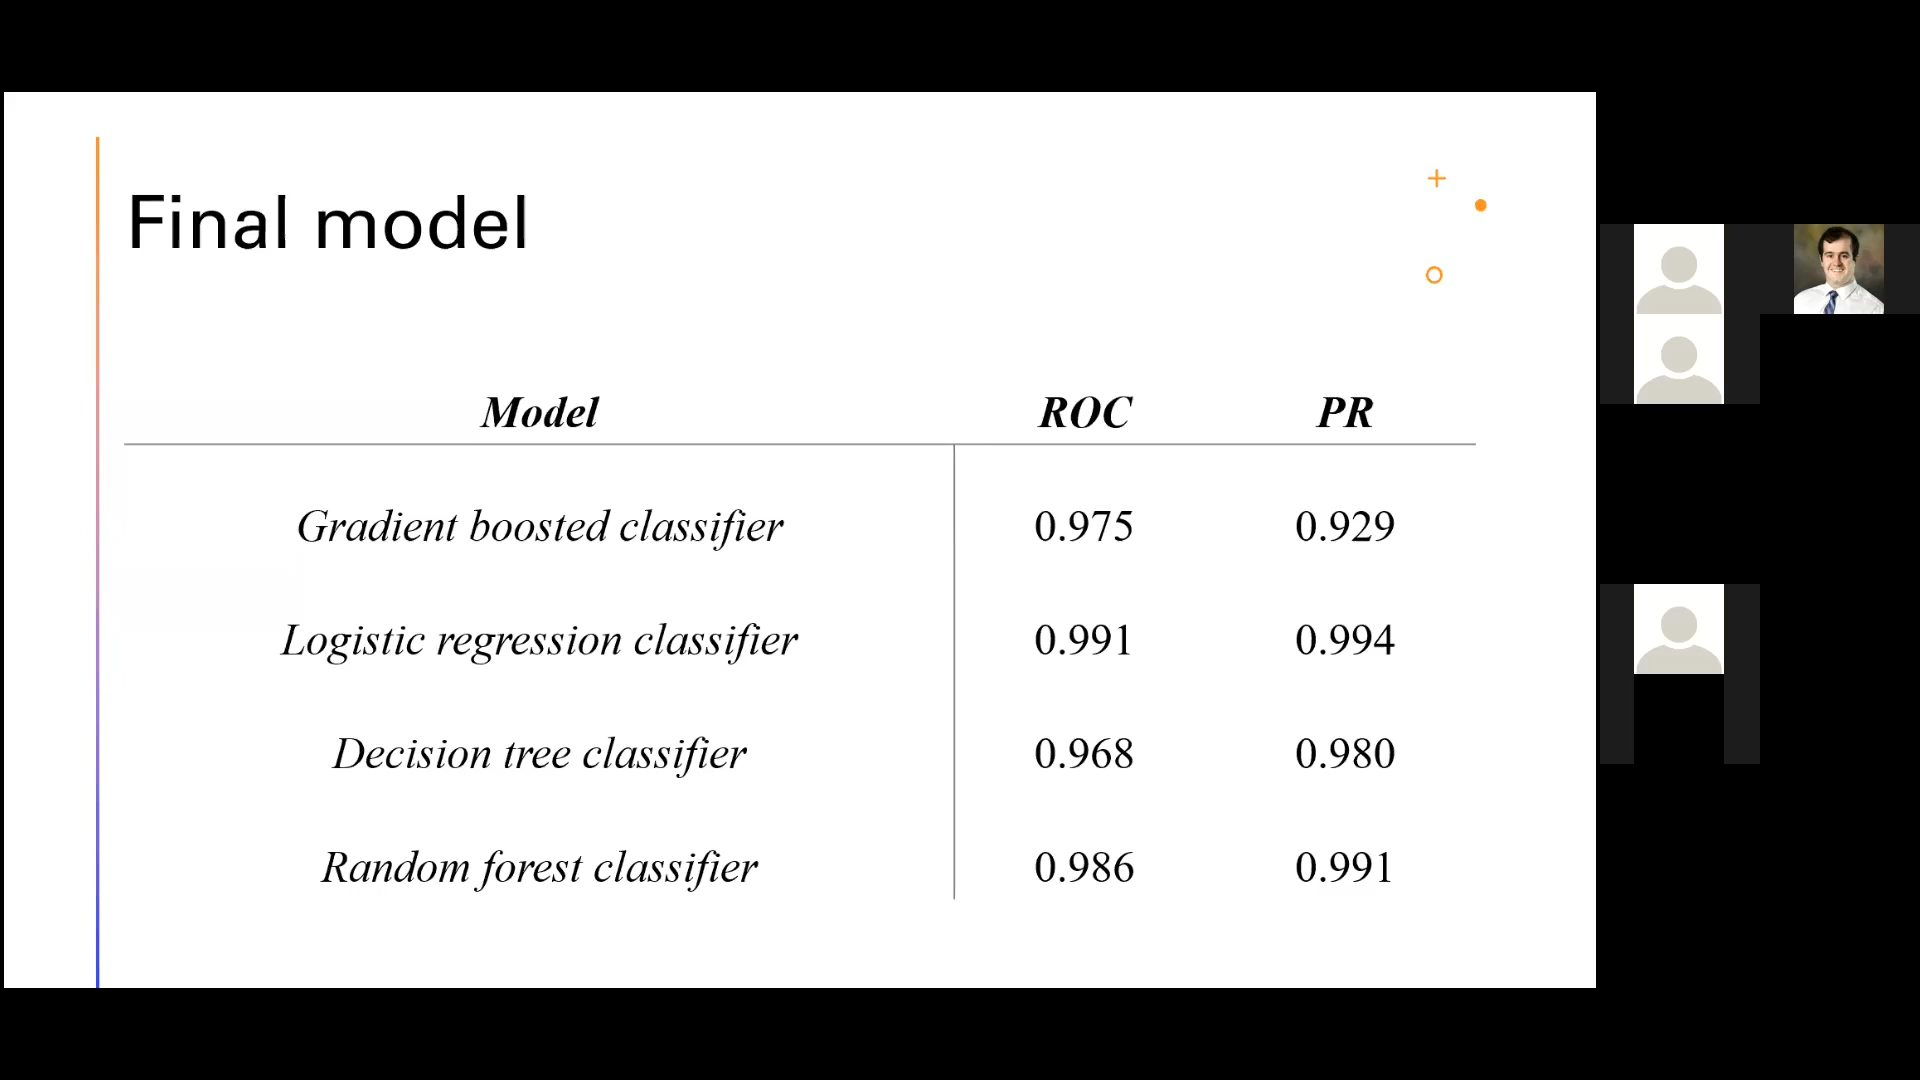 Final model
Model ROC PR
Gradient boosted classifier 0.975 0.929
Logistic regression classifier 0.991 0.994
Decision tree classifier 0.968 0.980
Random forest classifier 0.986 0.991